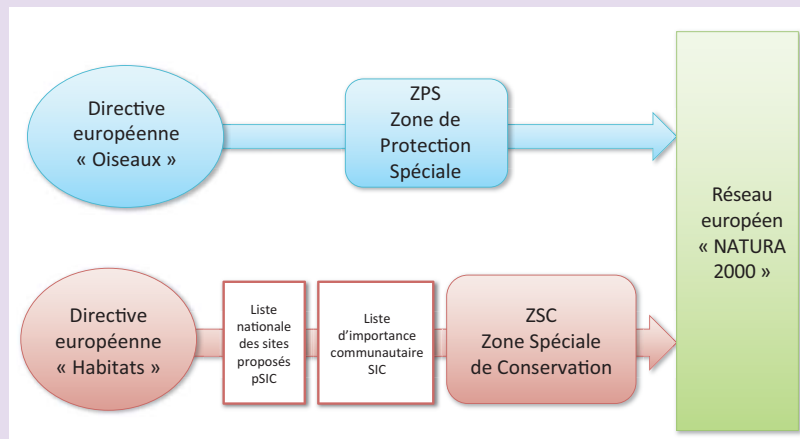 Directive
européenne
« Oiseaux »
ZPS
Zone de
Protection
Spéciale
Réseau
européen
« NATURA
2000 »
Directive
européenne
« Habitats »
Liste
nationale
des sites
proposés
pSIC
Liste
d'importance
communautaire
SIC
ZSC
Zone Spéciale
de Conservation